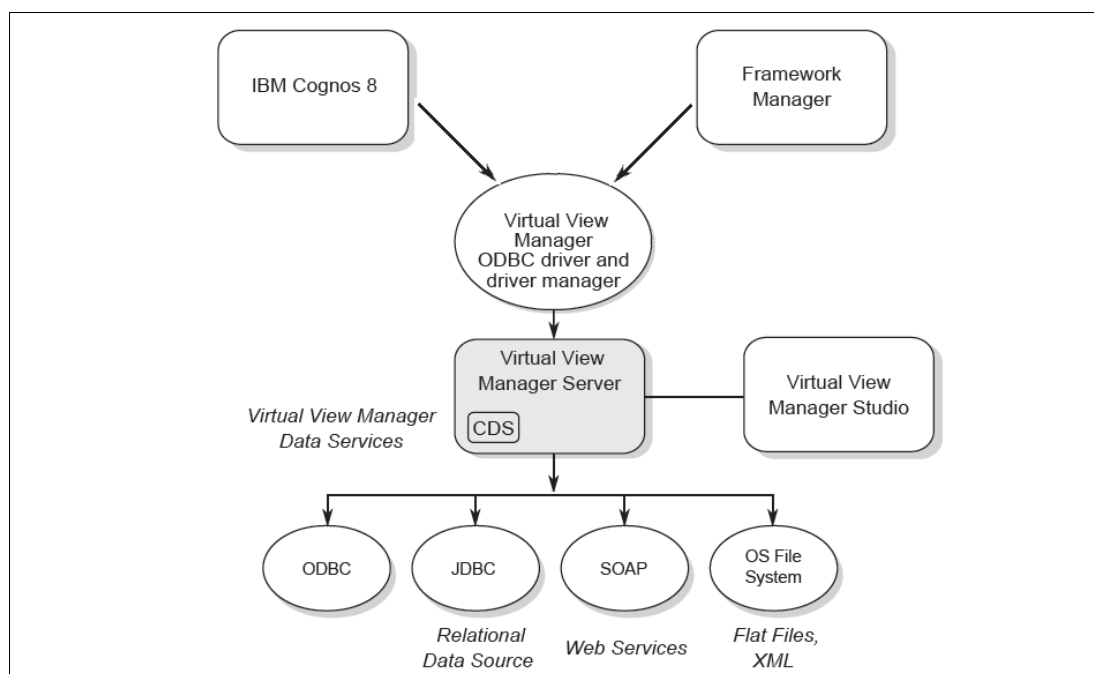 IBM Cognos 8
Framework
Manager
Virtual View
Manager
ODBC driver and
driver manager
Virtual View
Manager Server
CDS
Virtual View
Manager Studio
Virtual View Manager
Data Services
ODBC
JDBC
SOAP
OS File
System
Relational
Data Source
Web Services
Flat Files,
XML